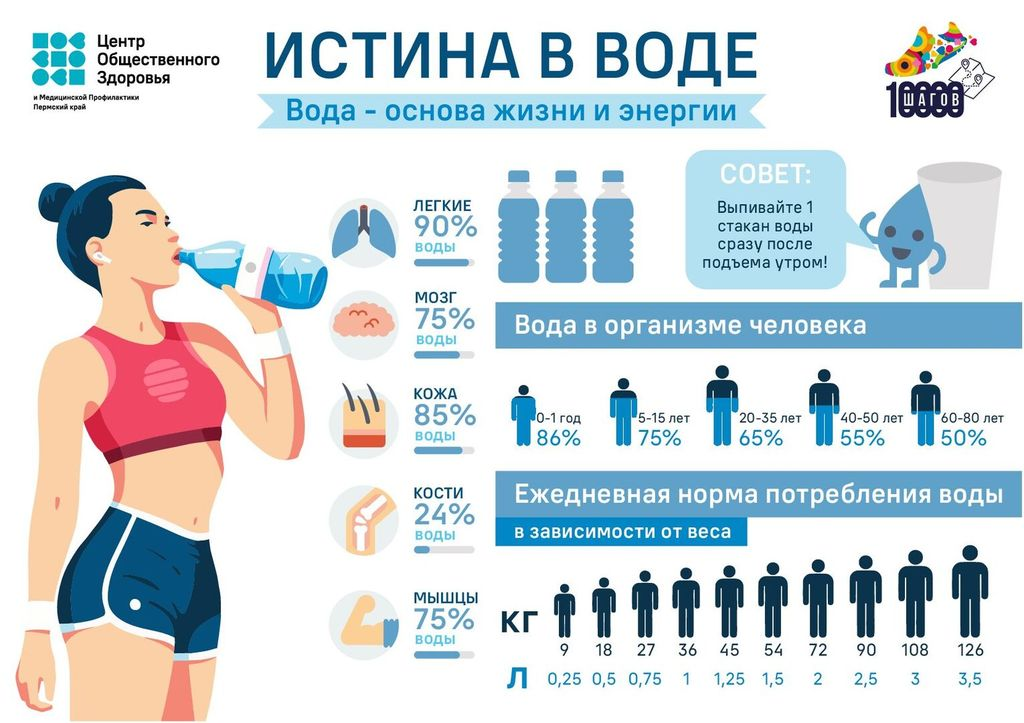 Центр
Общественного
Здоровья
и Медицинской Профилактики
Пермский край
ИСТИНА В ВОДЕ
Вода - основа жизни и энергии
10000
ШАГОВ
ЛЕГКИЕ
90%
воды
МОЗГ
75%
воды
КОЖА
85%
воды
КОСТИ
24%
воды
МЫШЦЫ
75%
воды
СОВЕТ:
Выпивайте 1
стакан воды
сразу после
подъема утром!
Вода в организме человека
0-1 год 5-15 лет 20-35 лет 40-50 лет 60-80 лет
86% 75% 65% 55% 50%
Ежедневная норма потребления воды
в зависимости от веса
КГ 9 18 27 36 45 54 72 90 108 126
Л 0,25 0,5 0,75 1 1,25 1,5 2 2,5 3 3,5